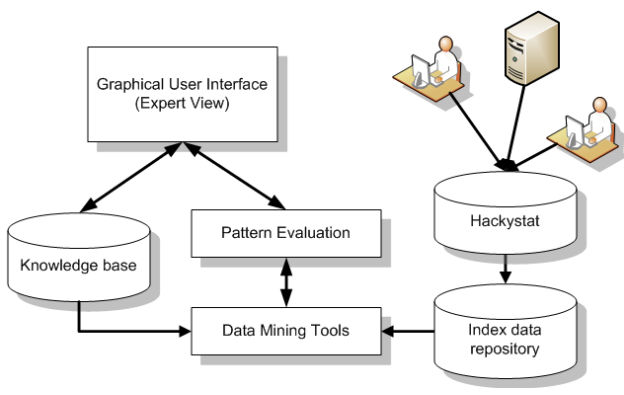 Graphical User Interface
(Expert View)
Hackystat
Pattern Evaluation
Knowledge base
Data Mining Tools
Index data
repository